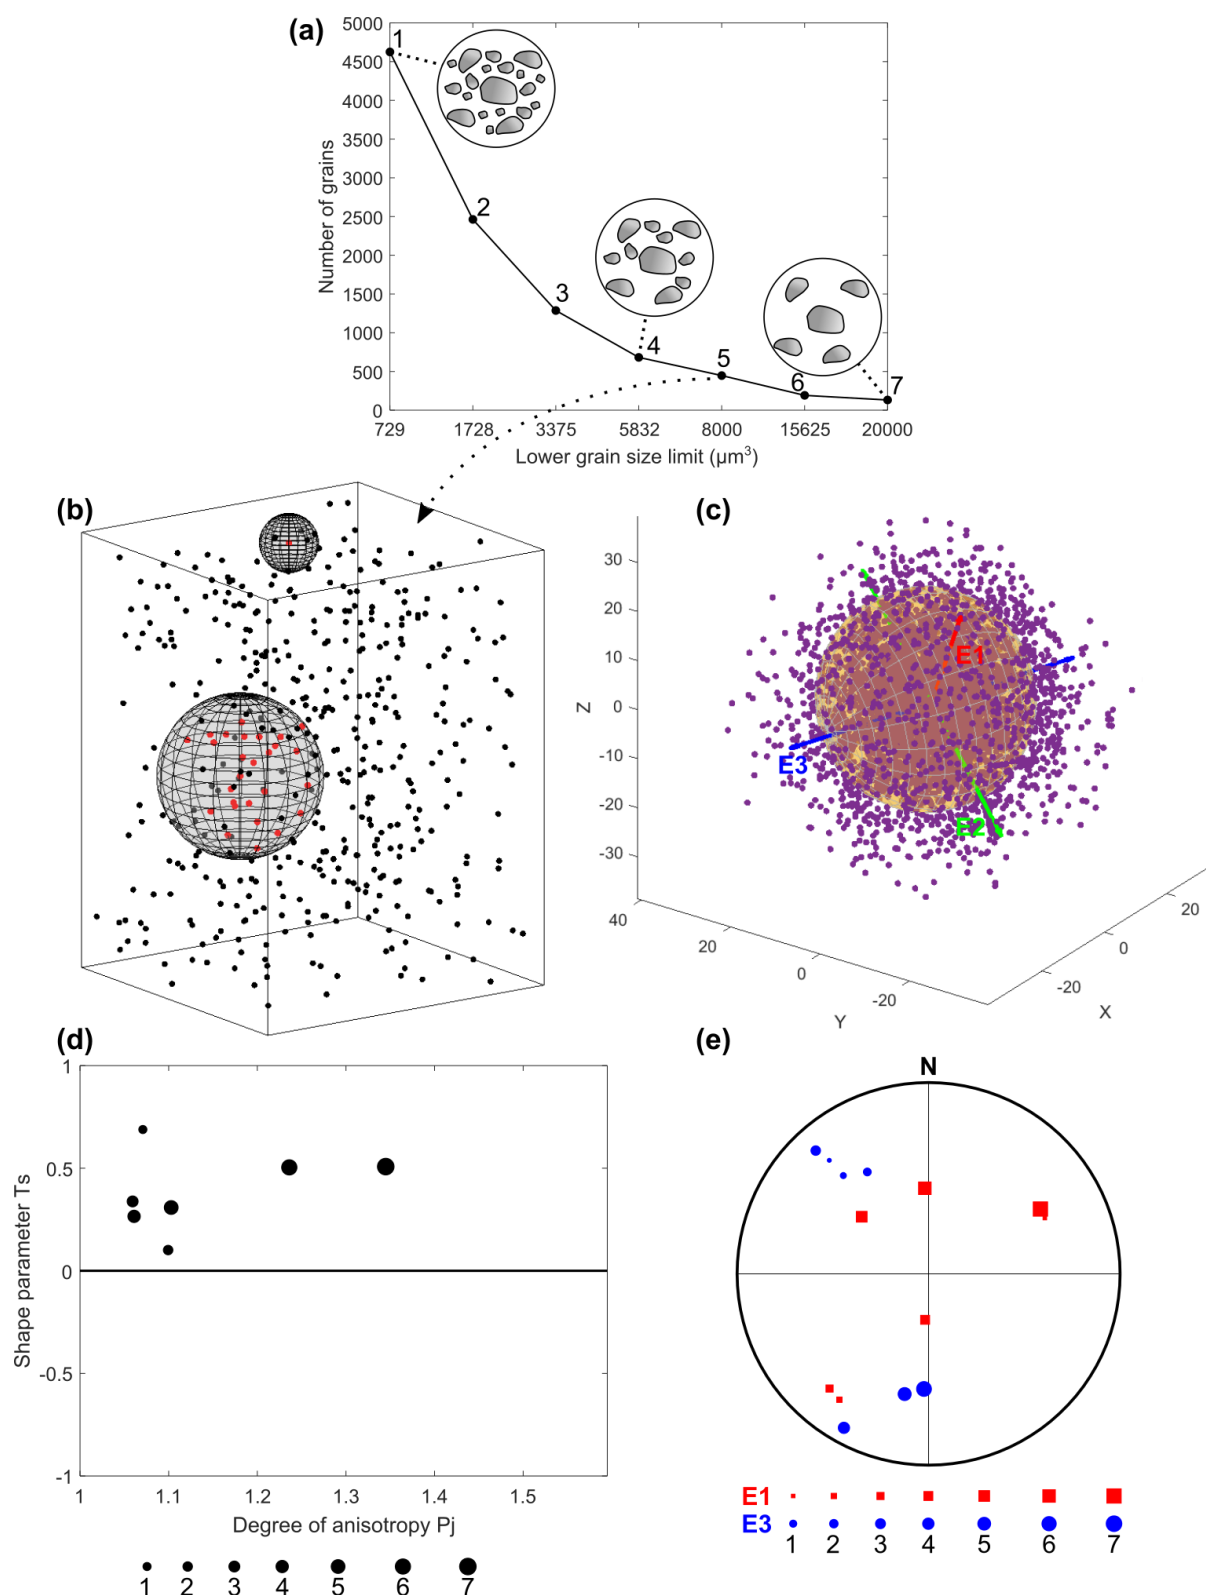 (a)
5000
4500
4000
3500
3000
2500
2000
1500
1000
500
0
Number of grains
1
2
3
4
5
6
7
729 1728 3375 5832 8000 15625 20000
Lower grain size limit (µm³)
(b)
(c)
30
20
10
0
-10
-20
-30
Z
E1
E3
E2
40
20
0
-20
Y
-20
0
20
X
(d)
1
0.5
0
-0.5
-1
Shape parameter Ts
1 1.1 1.2 1.3 1.4 1.5
Degree of anisotropy Pj
1 2 3 4 5 6 7
(e)
N
E1
E3
1 2 3 4 5 6 7